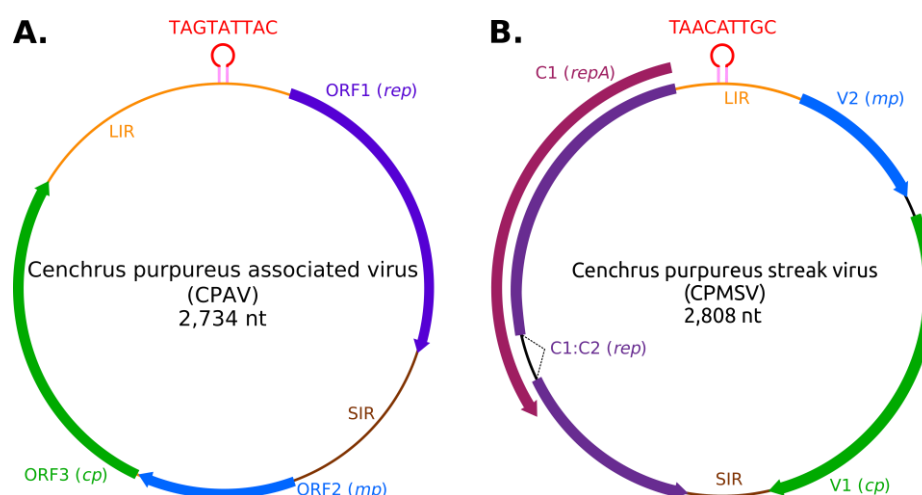 A.
TAGTATTAC
ORF1 (rep)
LIR
Cenchrus purpureus associated virus
(CPAV)
2,734 nt
SIR
ORF3 (cp)
ORF2 (mp)
B.
TAACATTGC
C1 (repA)
LIR
V2 (mp)
Cenchrus purpureus streak virus
(CPMSV)
2,808 nt
C1:C2 (rep)
SIR
V1 (cp)